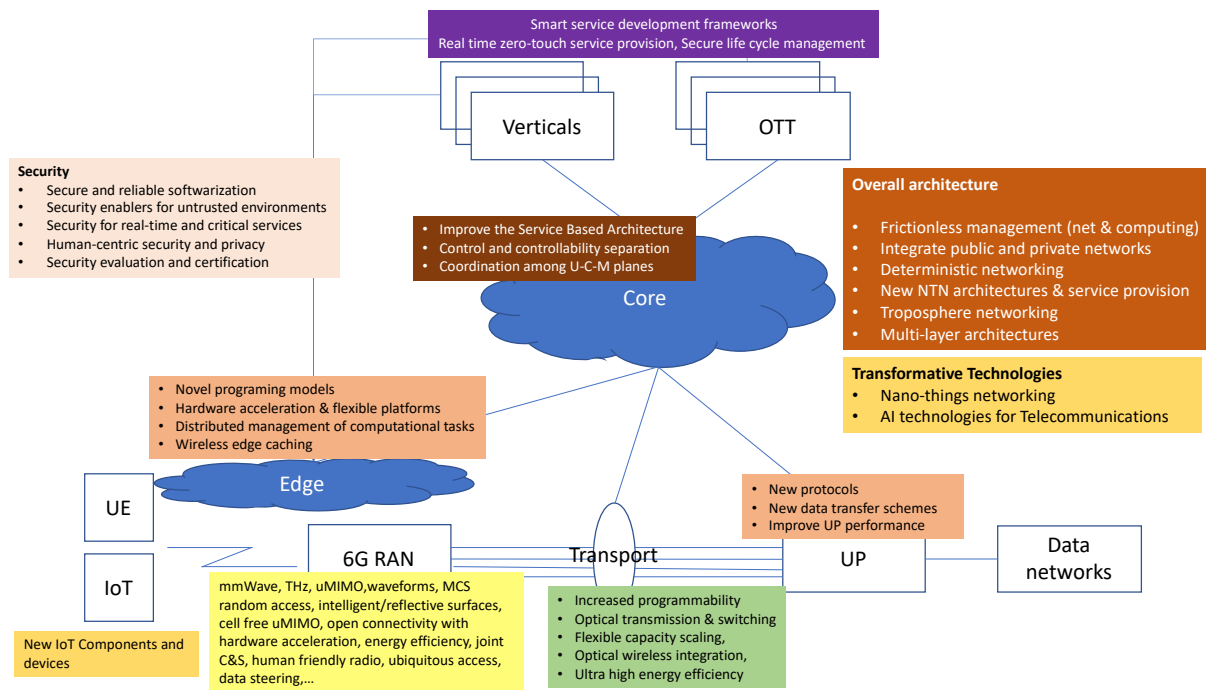 Smart service development frameworks
Real time zero-touch service provision, Secure life cycle management
Verticals
OTT
Security
• Secure and reliable softwarization
• Security enablers for untrusted environments
• Security for real-time and critical services
• Human-centric security and privacy
• Security evaluation and certification
• Improve the Service Based Architecture
• Control and controllability separation
• Coordination among U-C-M planes
Core
Overall architecture
• Frictionless management (net & computing)
• Integrate public and private networks
• Deterministic networking
• New NTN architectures & service provision
• Troposphere networking
• Multi-layer architectures
Transformative Technologies
• Nano-things networking
• AI technologies for Telecommunications
• Novel programing models
• Hardware acceleration & flexible platforms
• Distributed management of computational tasks
• Wireless edge caching
Edge
UE
IoT
New IoT Components and
devices
6G RAN
mmWave, THz, uMIMO,waveforms, MCS
random access, intelligent/reflective surfaces,
cell free uMIMO, open connectivity with
hardware acceleration, energy efficiency, joint
C&S, human friendly radio, ubiquitous access,
data steering,...
Transport
• Increased programmability
• Optical transmission & switching
• Flexible capacity scaling,
• Optical wireless integration,
• Ultra high energy efficiency
• New protocols
• New data transfer schemes
• Improve UP performance
UP
Data
networks